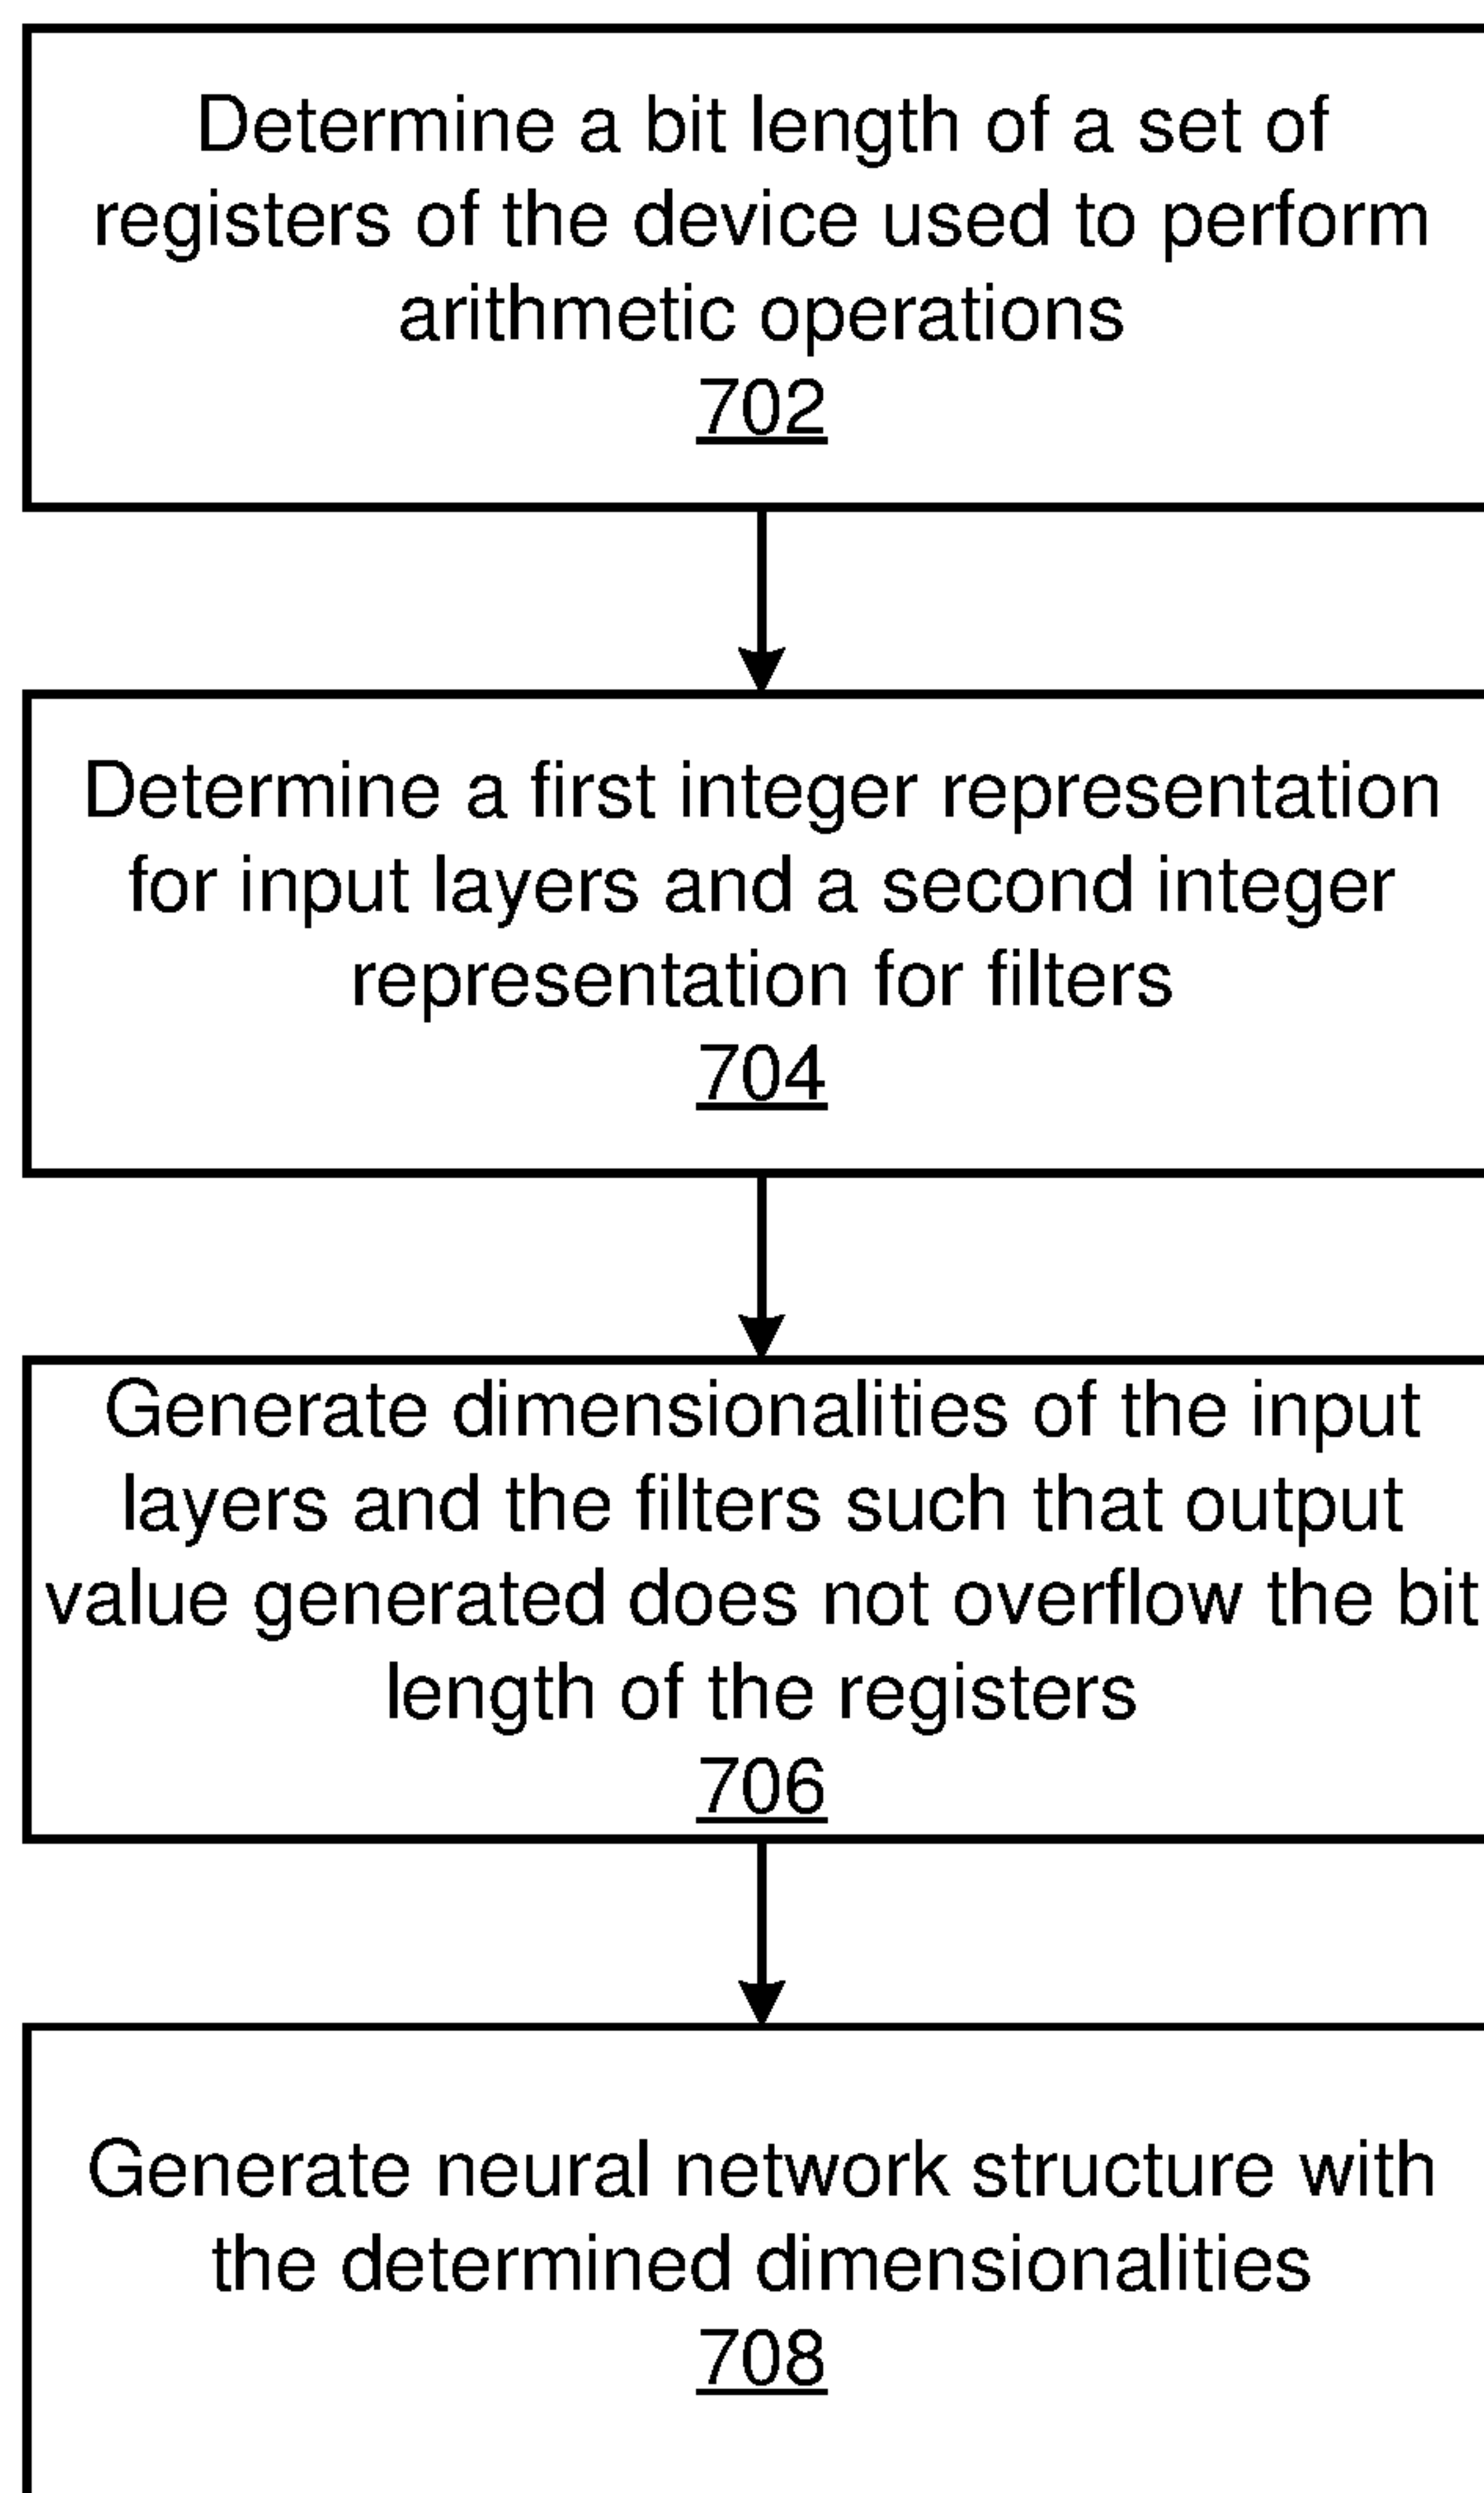 Determine a bit length of a set of
registers of the device used to perform
arithmetic operations
702
Determine a first integer representation
for input layers and a second integer
representation for filters
704
Generate dimensionalities of the input
layers and the filters such that output
value generated does not overflow the bit
length of the registers
706
Generate neural network structure with
the determined dimensionalities
708